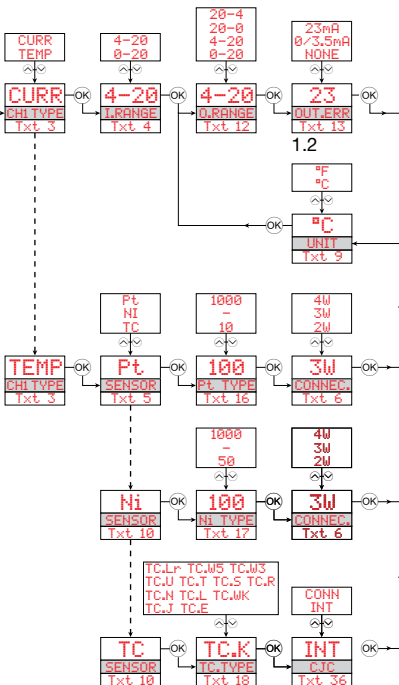 CURR
TEMP
4-20
0-20
20-4
20-0
4-20
0-20
23mA
0/3.5mA
NONE
CURR
CH1 TYPE
Txt 3
OK
4-20
I.RANGE
Txt 4
OK
4-20
O.RANGE
Txt 12
OK
23
OUT.ERR
Txt 13
OK
1.2
°F
°C
°C
UNIT
Txt 9
OK
Pt
NI
TC
1000
-
10
4W
3W
2W
TEMP
CH1 TYPE
Txt 3
OK
Pt
SENSOR
Txt 5
OK
100
Pt TYPE
Txt 16
OK
3W
CONNEC.
Txt 6
OK
1000
-
50
4W
3W
2W
Ni
SENSOR
Txt 10
OK
100
Ni TYPE
Txt 17
OK
3W
CONNEC.
Txt 6
OK
TC.Lr TC.W5 TC.W3
TC.U TC.T TC.S TC.R
TC.N TC.L TC.WK
TC.J TC.E
CONN
INT
TC
SENSOR
Txt 10
OK
TC.K
TC.TYPE
Txt 18
OK
INT
CJC
Txt 36
OK